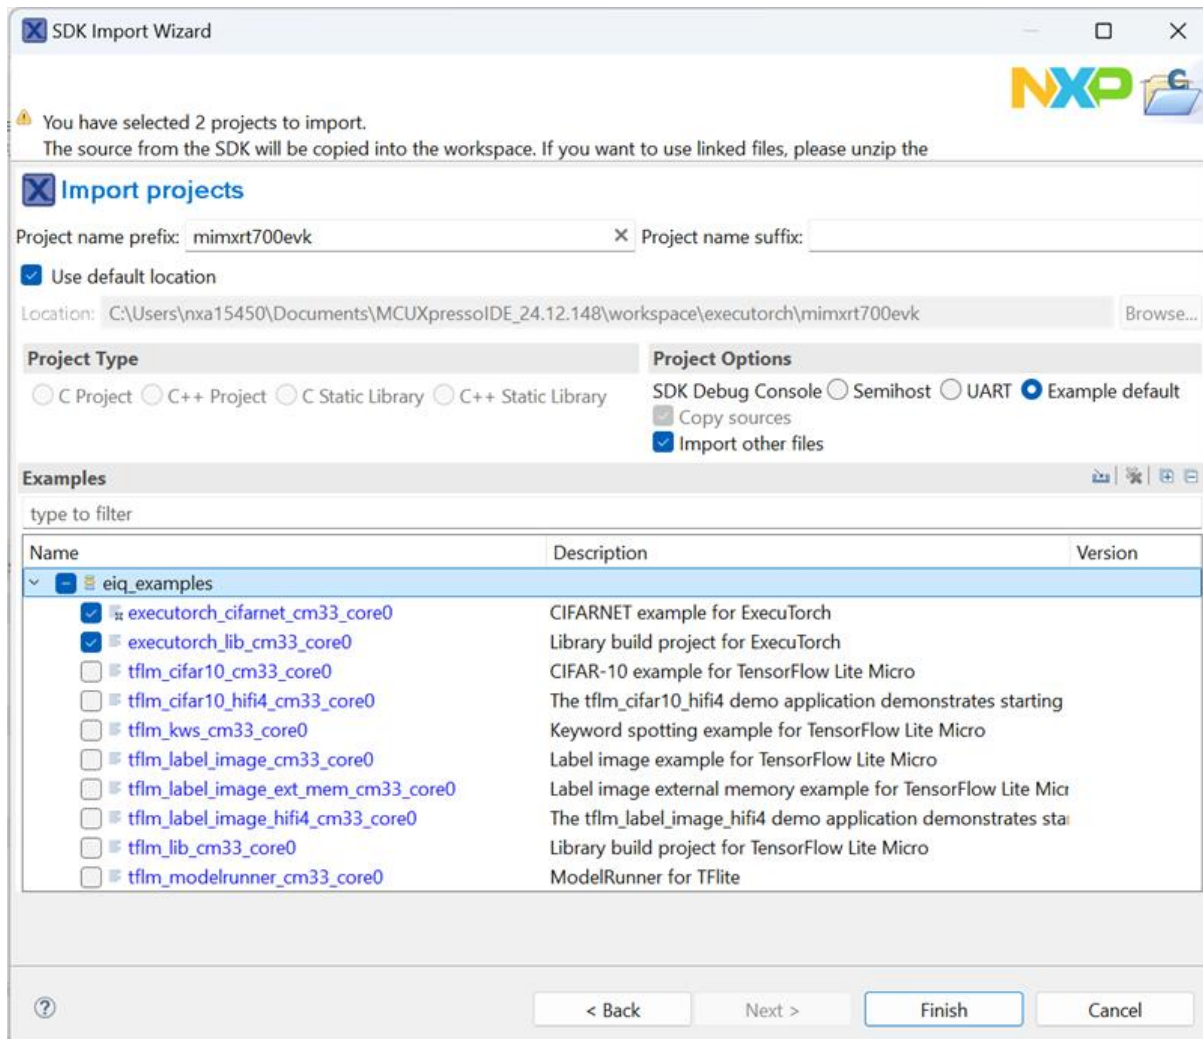 SDK Import Wizard
NXP
You have selected 2 projects to import.
The source from the SDK will be copied into the workspace. If you want to use linked files, please unzip the
Import projects
Project name prefix: mimxrt700evk Project name suffix:
Use default location
Location: C:\Users\nxa15450\Documents\MCUXpressoIDE_24.12.148\workspace\executorch\mimxrt700evk Browse...
Project Type Project Options
C Project C++ Project C Static Library C++ Static Library SDK Debug Console Semihost UART Example default
Copy sources
Import other files
Examples
type to filter
Name Description Version
eiq_examples
executorch_cifarnet_cm33_core0 CIFARNET example for ExecuTorch
executorch_lib_cm33_core0 Library build project for ExecuTorch
tflm_cifar10_cm33_core0 CIFAR-10 example for TensorFlow Lite Micro
tflm_cifar10_hifi4_cm33_core0 The tflm_cifar10_hifi4 demo application demonstrates starting
tflm_kws_cm33_core0 Keyword spotting example for TensorFlow Lite Micro
tflm_label_image_cm33_core0 Label image example for TensorFlow Lite Micro
tflm_label_image_ext_mem_cm33_core0 Label image external memory example for TensorFlow Lite Micr
tflm_label_image_hifi4_cm33_core0 The tflm_label_image_hifi4 demo application demonstrates sta
tflm_lib_cm33_core0 Library build project for TensorFlow Lite Micro
tflm_modelrunner_cm33_core0 ModelRunner for TFlite
< Back Next > Finish Cancel